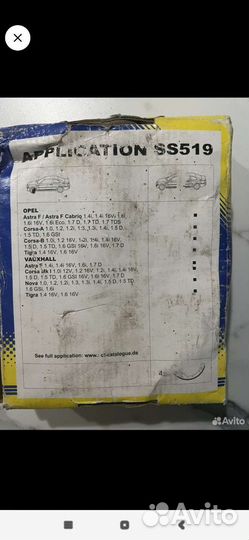 APPLICATION SS519
OPEL
Astra F / Astra F Cabrio 1.4i, 1.4i 16V, 1.6i
1.6i 16V, 1.6i Eco, 1.7 D, 1.7 TD, 1.7 TDS
Corsa-A 1.0, 1.2, 1.2i, 1.3, 1.3i, 1.4i, 1.5 D,
1.5 TD, 1.6 GSI
Corsa-B 1.0, 1.2 16V, 1.2i, 1.4i, 1.4i 16V,
1.5 D, 1.5 TD, 1.6 GSI 16V, 1.6i 16V, 1.7 D
Tigra 1.4 16V, 1.6 16V
VAUXHALL
Astra 1.4i, 1.4i 16V, 1.6i, 1.7 D
Corsa 1.0 12V, 1.2 16V, 1.2i, 1.4i, 1.4i 16V,
1.5 D, 1.5 TD, 1.6 GSI 16V, 1.6i 16V, 1.7 D
Nova 1.0, 1.2, 1.2i, 1.3, 1.3i, 1.4i, 1.5 D, 1.5 TD
1.6 GSI, 1.6i
Tigra 1.4 16V, 1.6 16V
See full application:
4
Avito
Avito